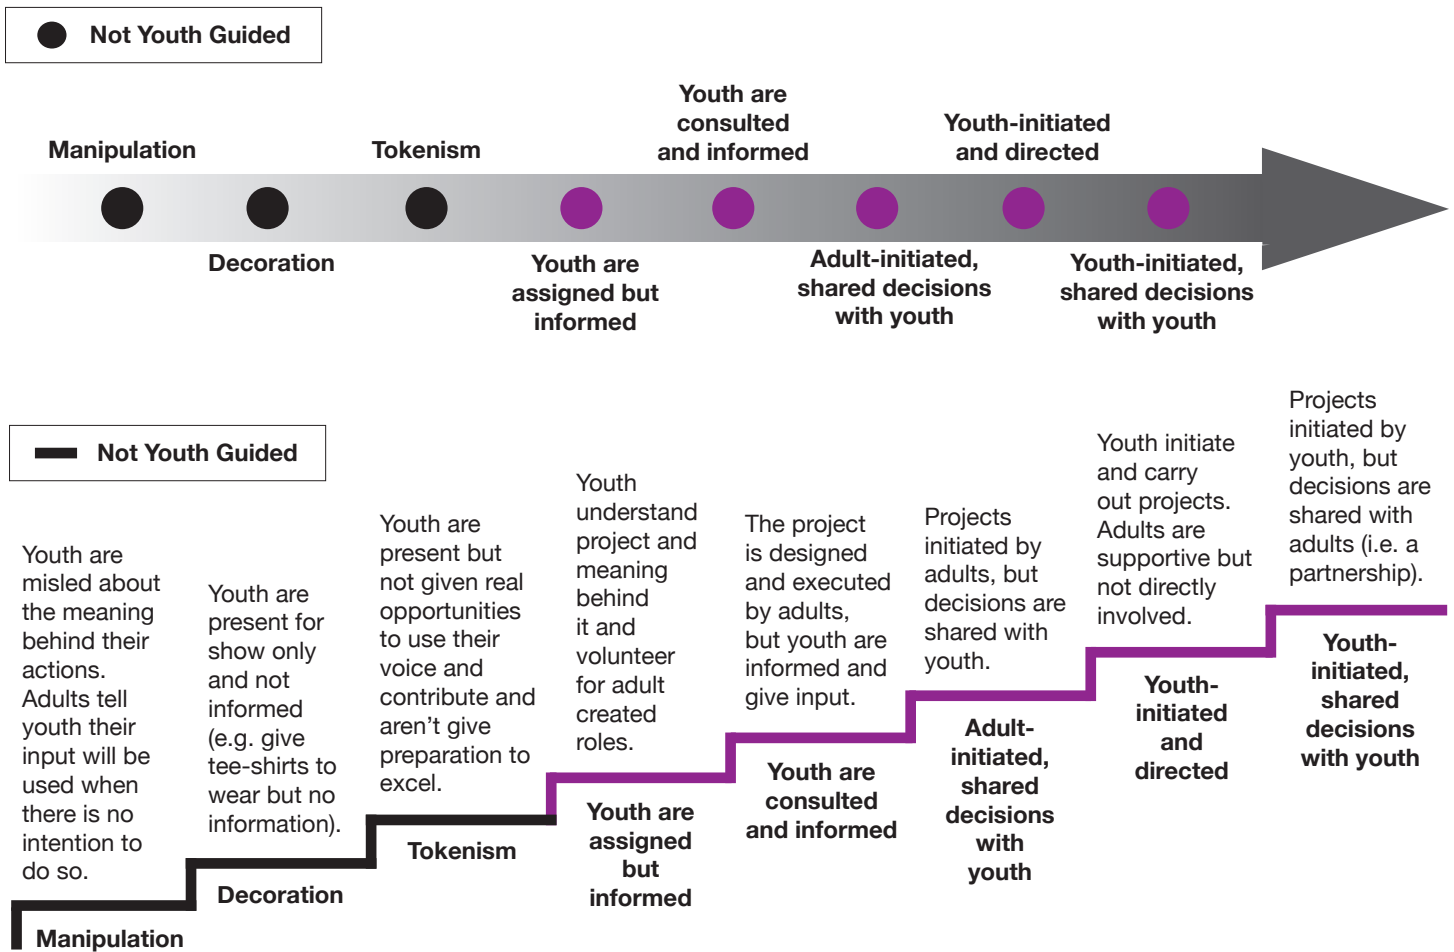 Not Youth Guided
Manipulation
Decoration
Tokenism
Youth are
assigned but
informed
Youth are
consulted
and informed
Adult-initiated,
shared decisions
with youth
Youth-initiated
and directed
Youth-initiated,
shared decisions
with youth
Not Youth Guided
Youth are
misled about
the meaning
behind their
actions.
Adults tell
youth their
input will be
used when
there is no
intention to
do so.
Manipulation
Youth are
present for
show only
and not
informed
(e.g. give
tee-shirts to
wear but no
information).
Decoration
Youth are
present but
not given real
opportunities
to use their
voice and
contribute and
aren’t give
preparation to
excel.
Tokenism
Youth
understand
project and
meaning
behind
it and
volunteer
for adult
created
roles.
Youth are
assigned
but
informed
The project
is designed
and executed
by adults,
but youth are
informed and
give input.
Youth are
consulted
and informed
Projects
initiated by
adults, but
decisions are
shared with
youth.
Adult-
initiated,
shared
decisions
with
youth
Youth initiate
and carry
out projects.
Adults are
supportive but
not directly
involved.
Youth-
initiated
and
directed
Projects
initiated by
youth, but
decisions are
shared with
adults (i.e. a
partnership).
Youth-
initiated,
shared
decisions
with youth